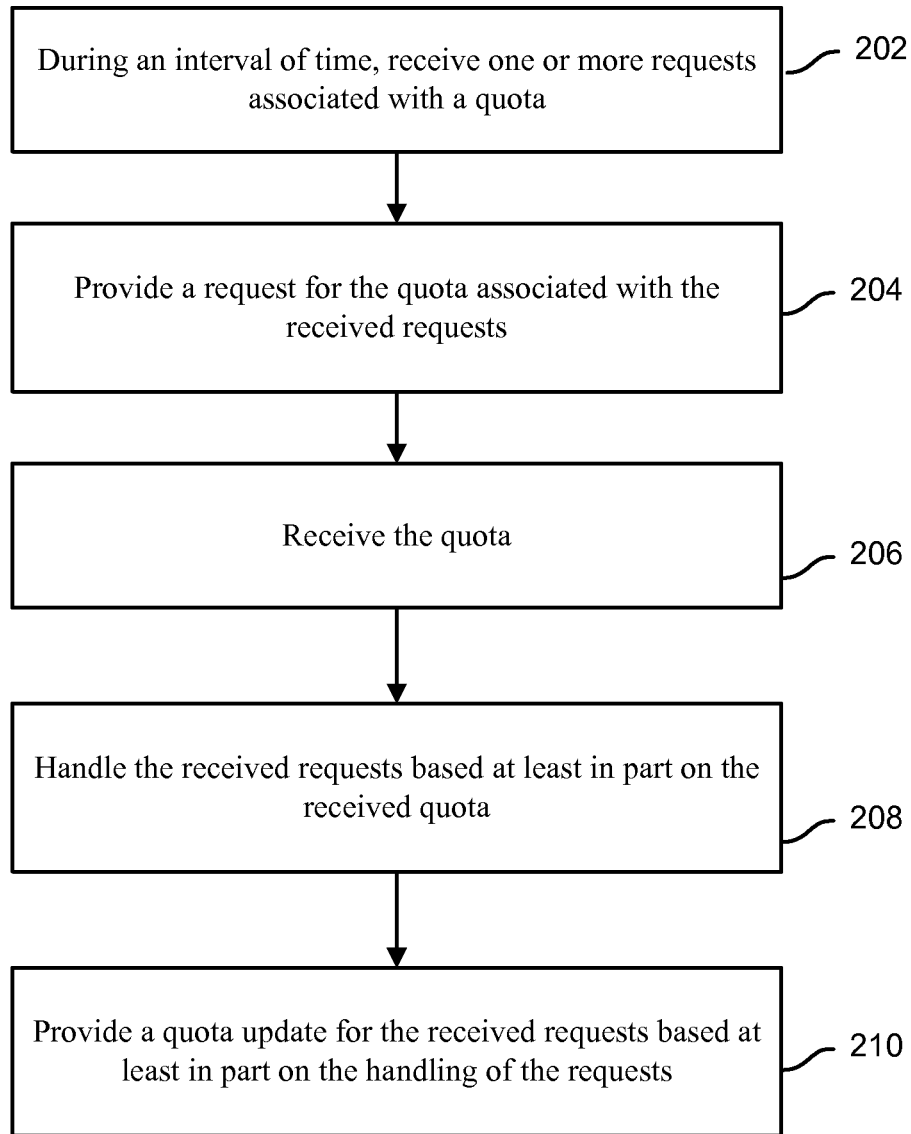 During an interval of time, receive one or more requests
associated with a quota
202
Provide a request for the quota associated with the
received requests
204
Receive the quota
206
Handle the received requests based at least in part on the
received quota
208
Provide a quota update for the received requests based at
least in part on the handling of the requests
210